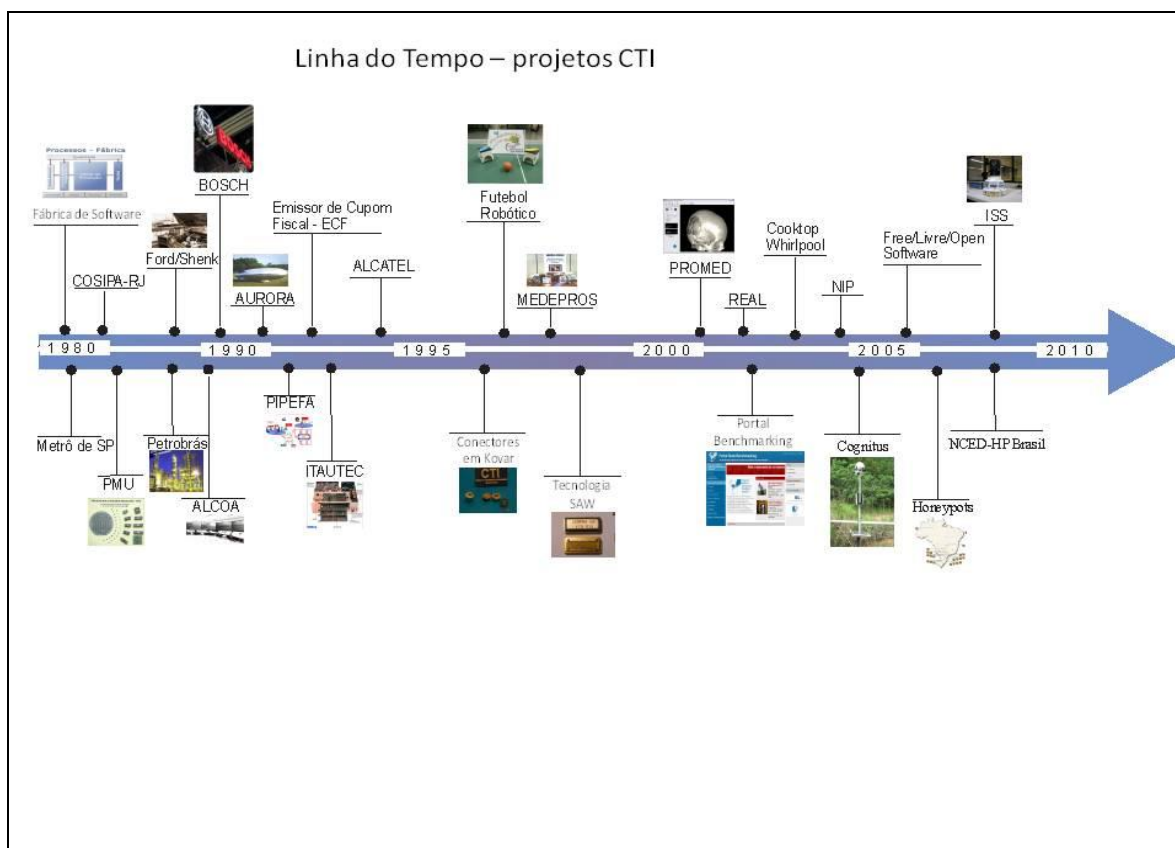 Linha do Tempo – projetos CTI
Processos - Fábrica
Fábrica de Software
COSIPA-RJ
Ford/Shenk
BOSCH
AURORA
Emissor de Cupom
Fiscal - ECF
ALCATEL
Futebol
Robótico
MEDEPROS
PROMED
REAL
Cooktop
Whirlpool
NIP
Free/Livre/Open
Software
ISS
1980
1990
1995
2000
2005
2010
Metrô de SP
PMU
Petrobrás
ALCOA
PIPEFA
ITAUTEC
Conectores
em Kovar
CTI
Tecnologia
SAW
Portal
Benchmarking
Cognitus
Honeypots
NCED-HP Brasil